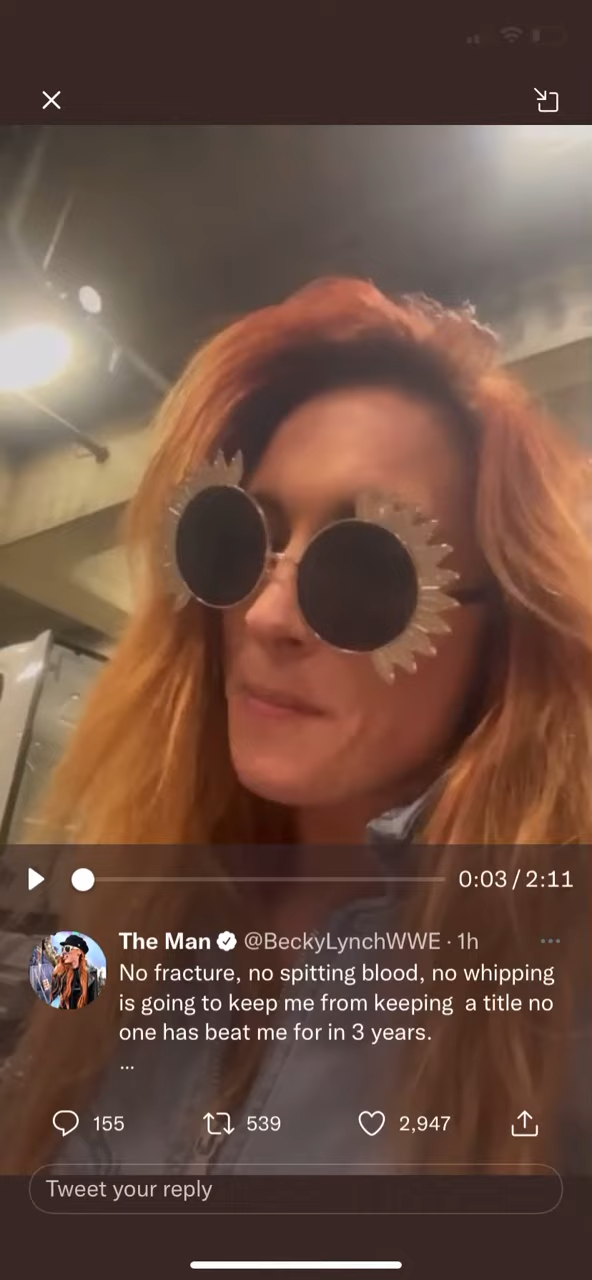 0:03 / 2:11
The Man @BeckyLynchWWE · 1h
No fracture, no spitting blood, no whipping
is going to keep me from keeping  a title no
one has beat me for in 3 years.
...
155 539 2,947
Tweet your reply